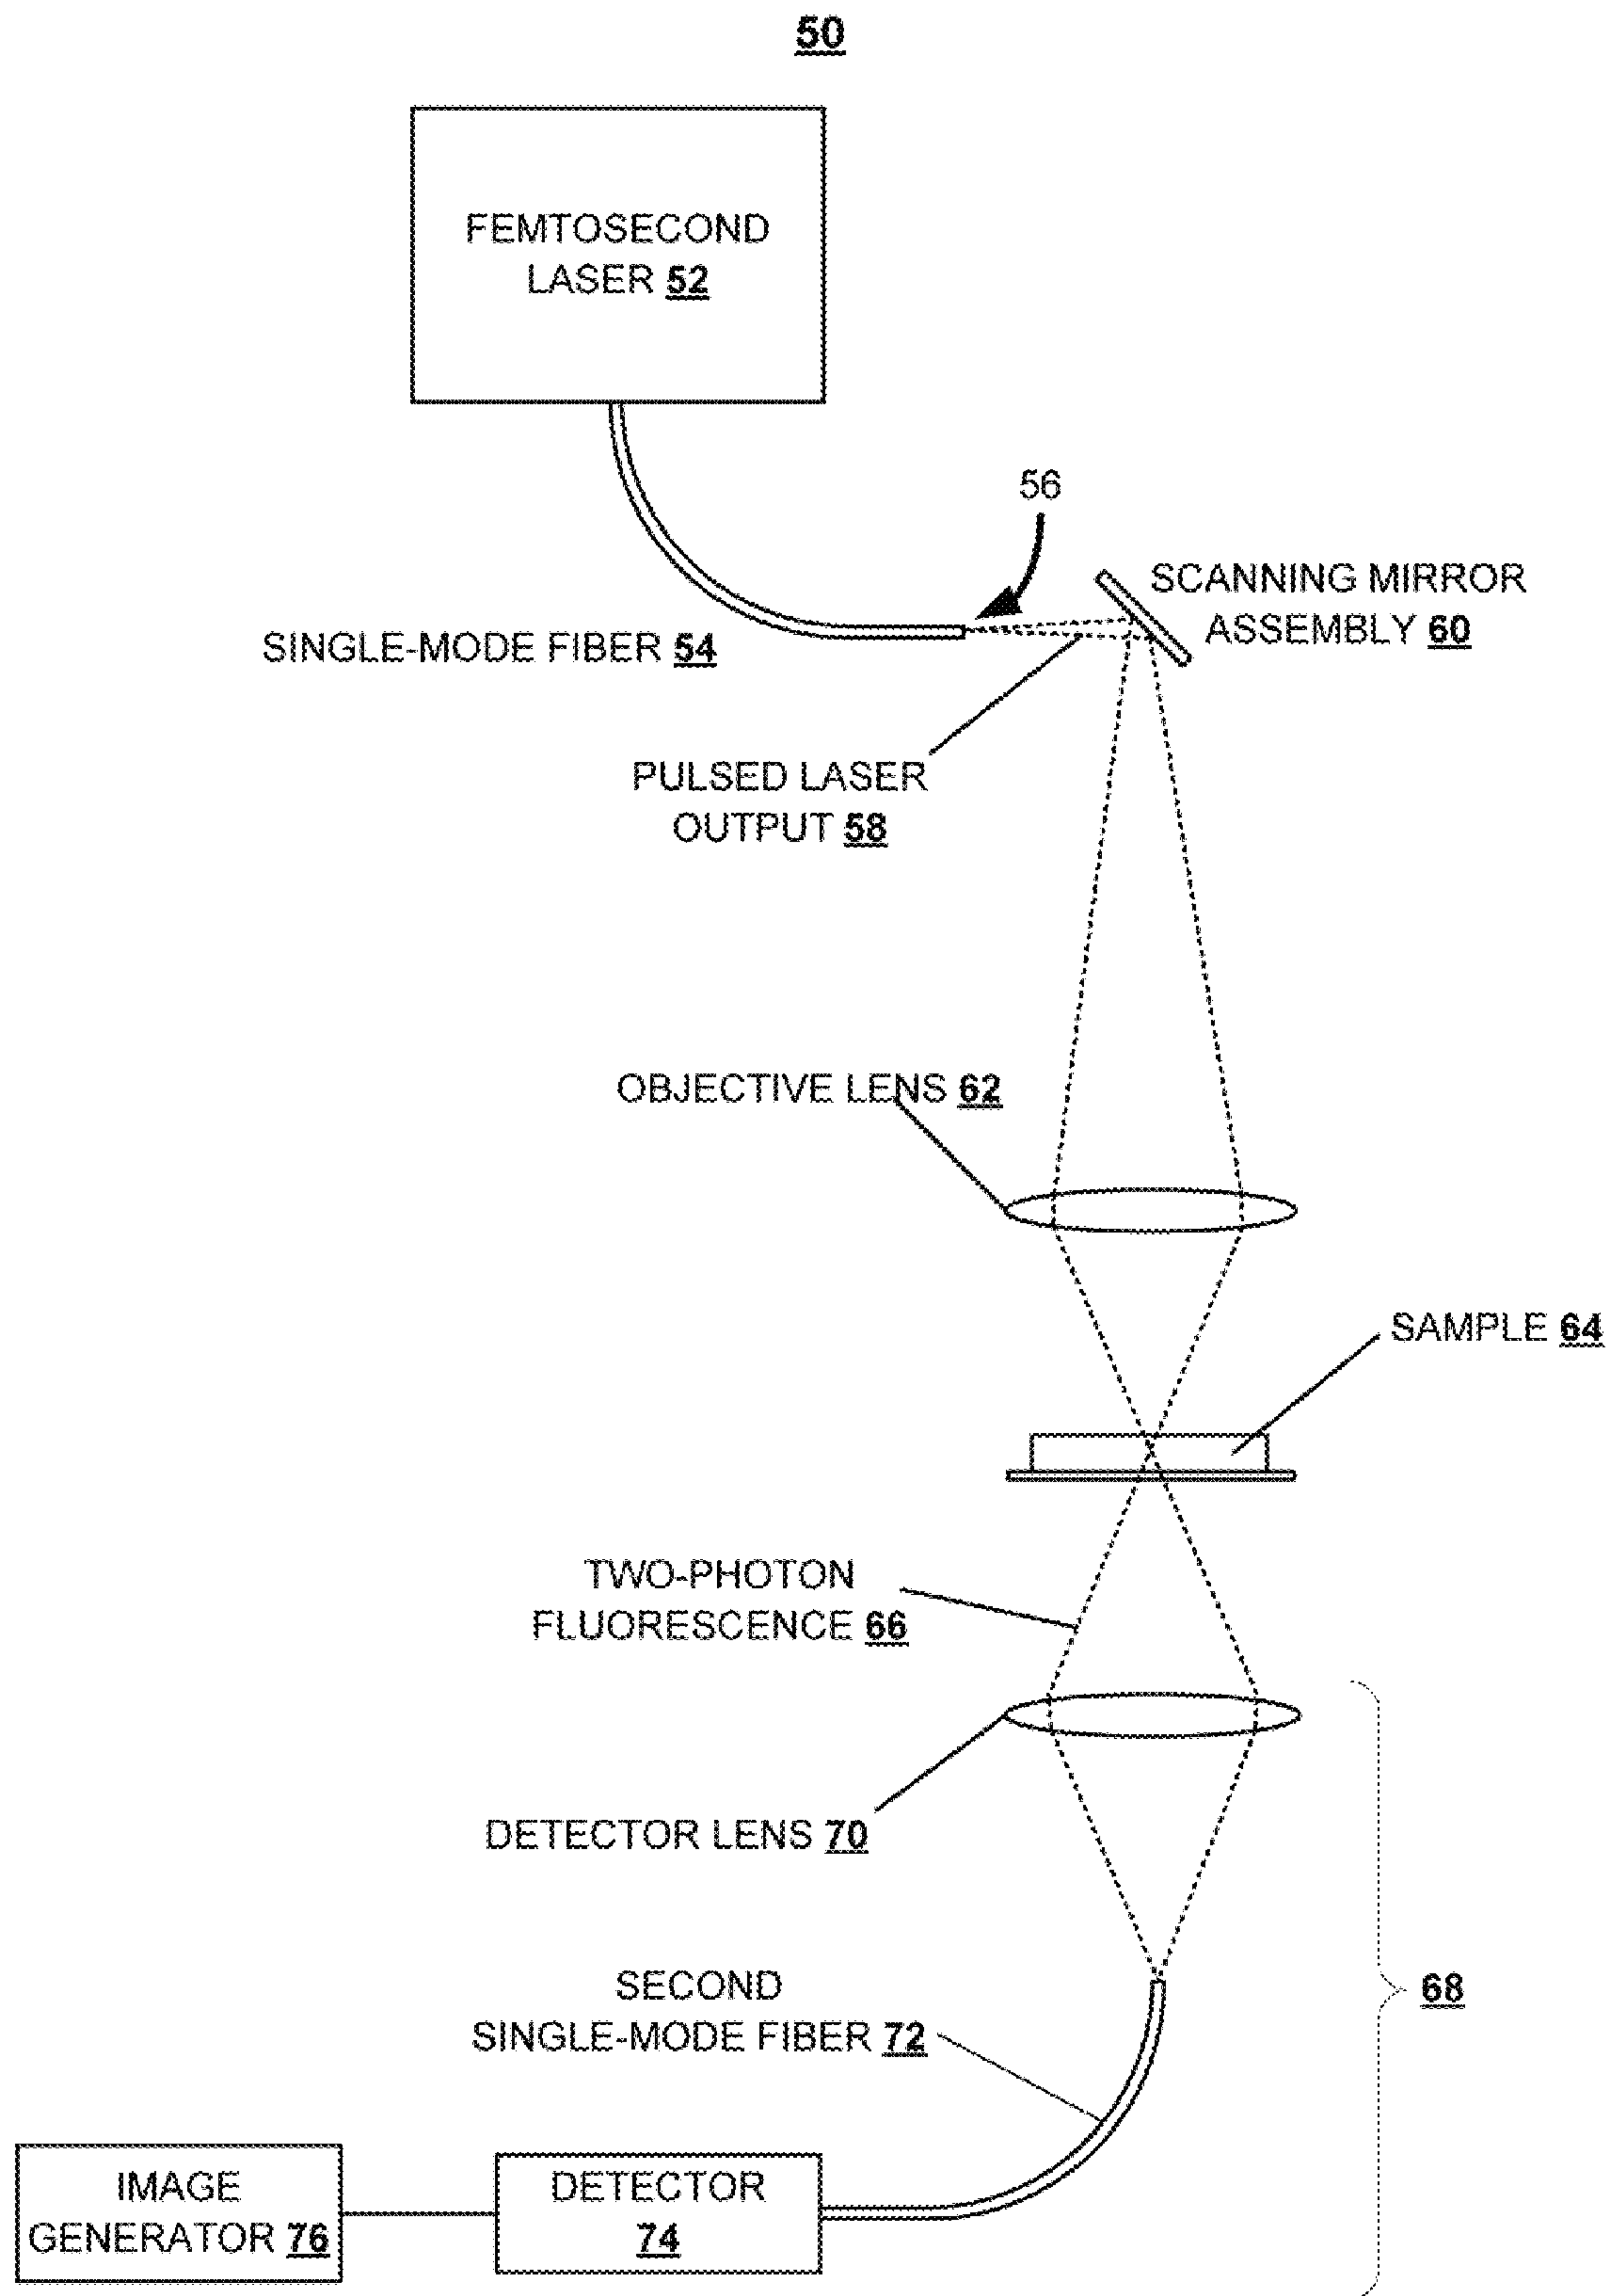 50
FEMTOSECOND
LASER 52
56
SCANNING MIRROR
ASSEMBLY 60
SINGLE-MODE FIBER 54
PULSED LASER
OUTPUT 58
OBJECTIVE LENS 62
SAMPLE 64
TWO-PHOTON
FLUORESCENCE 66
DETECTOR LENS 70
SECOND
SINGLE-MODE FIBER 72
68
IMAGE
GENERATOR 76
DETECTOR
74